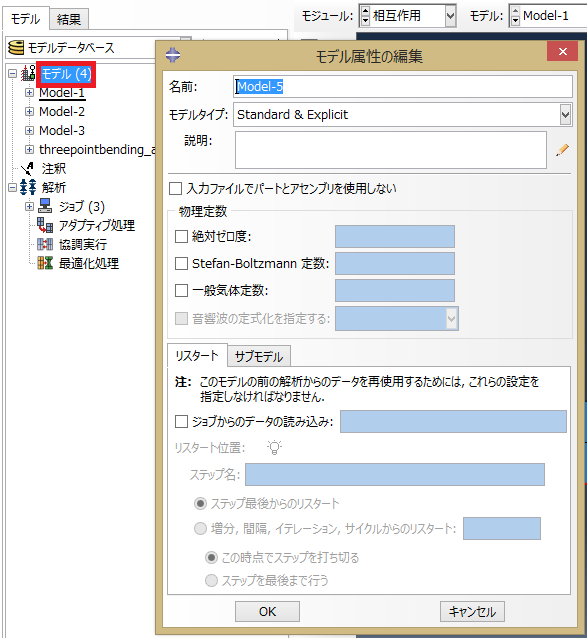 モデル 結果
モジュール: 相互作用 モデル: Model-1
モデルデータベース
モデル (4)
Model-1
Model-2
Model-3
threepointbending_a
注釈
解析
ジョブ (3)
アダプティブ処理
協調実行
最適化処理
モデル属性の編集
名前: Model-5
モデルタイプ: Standard & Explicit
説明:
入力ファイルでパートとアセンブリを使用しない
物理定数
絶対ゼロ度:
Stefan-Boltzmann 定数:
一般気体定数:
音響波の定式化を指定する:
リスタート サブモデル
注: このモデルの前の解析からのデータを再使用するためには, これらの設定を
指定しなければなりません.
ジョブからのデータの読み込み:
リスタート位置:
ステップ名:
ステップ最後からのリスタート
増分, 間隔, イテレーション, サイクルからのリスタート:
この時点でステップを打ち切る
ステップを最後まで行う
OK キャンセル